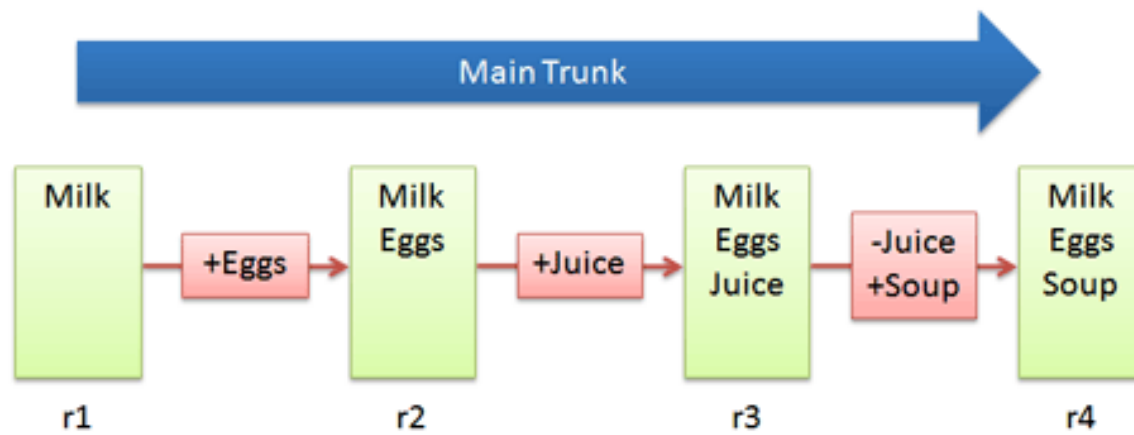 Main Trunk
Milk
+Eggs
Milk
Eggs
+Juice
Milk
Eggs
Juice
-Juice
+Soup
Milk
Eggs
Soup
r1
r2
r3
r4